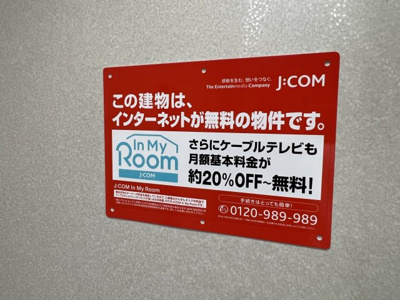 感動を生む、想いをつなぐ。
The Entertainmedia Company
J:COM
この建物は、
インターネットが無料の物件です。
In My
Room
J:COM
さらにケーブルテレビも
月額基本料金が
約20%OFF~無料!
J:COM In My Room
手続きはとっても簡単!
0120-989-989